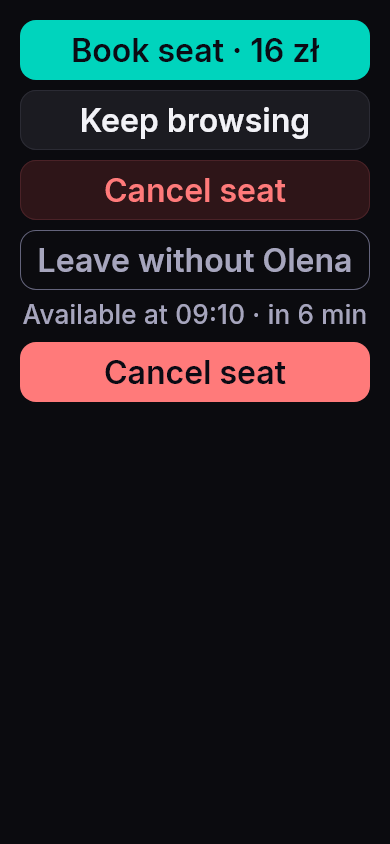 Book seat · 16 zł
Keep browsing
Cancel seat
Leave without Olena
Available at 09:10 · in 6 min
Cancel seat